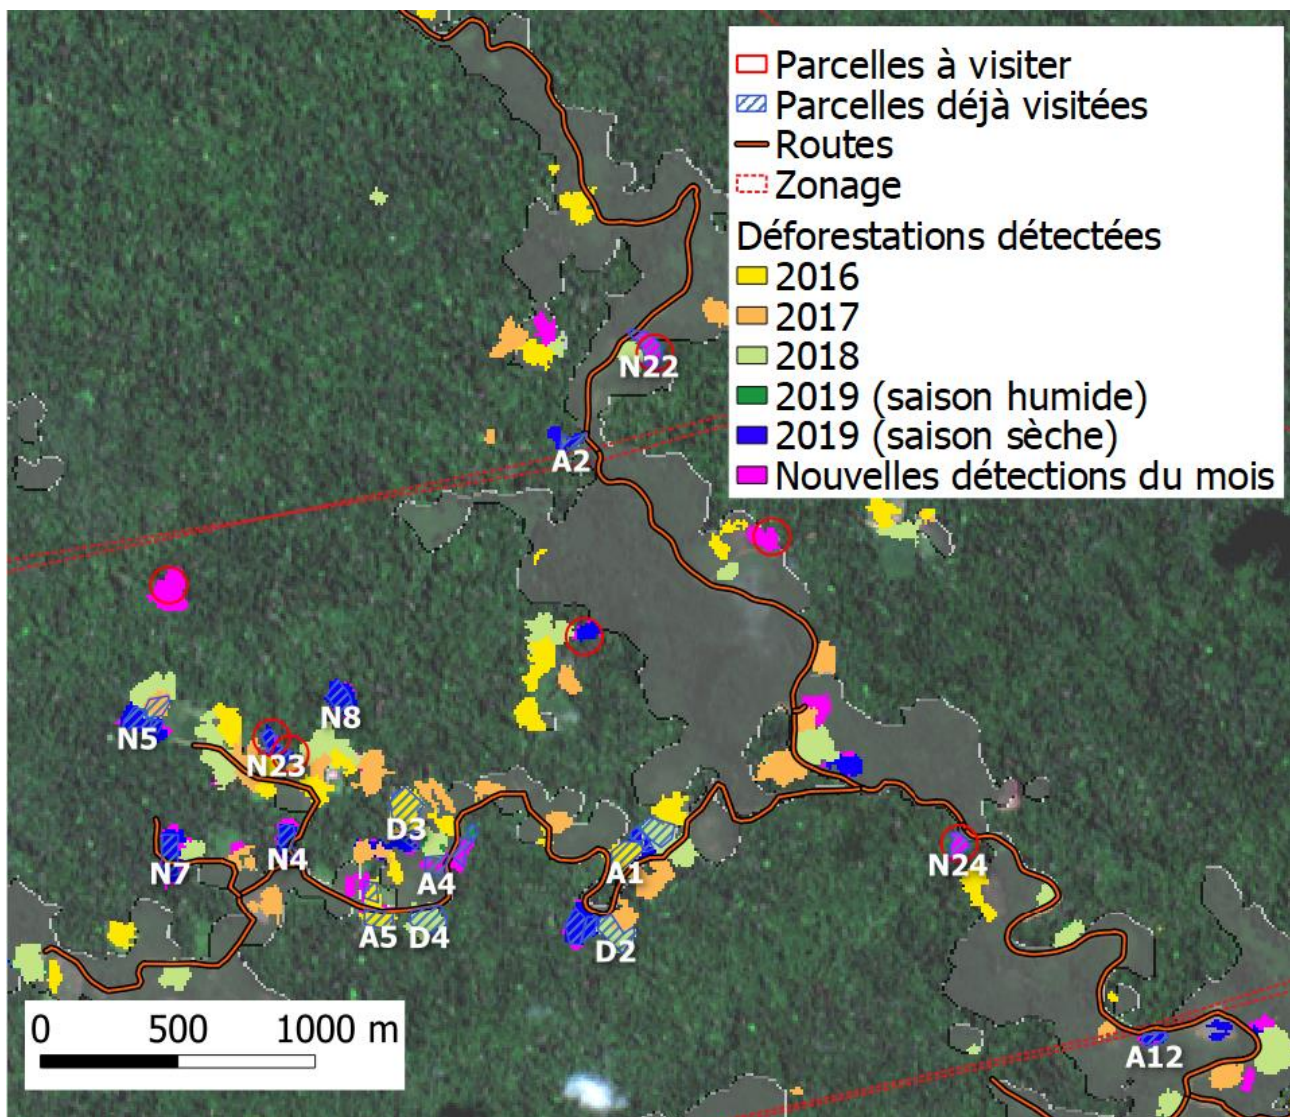 Parcelles à visiter
Parcelles déjà visitées
Routes
Zonage
Déforestations détectées
2016
2017
2018
2019 (saison humide)
2019 (saison sèche)
Nouvelles détections du mois
N22
A2
N8
N5
N23
D3
N7
N4
A4
A1
N24
A5
D4
D2
0 500 1000 m
A12